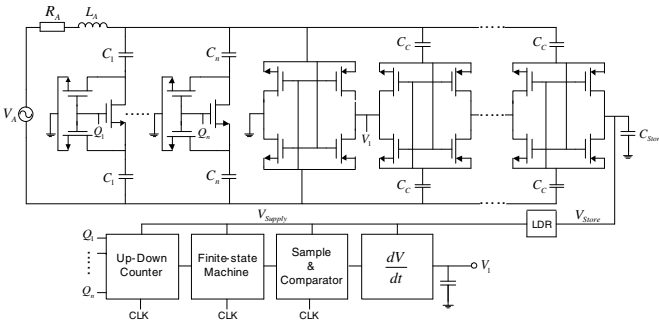 R_A
L_A
C_1
C_n
C_C
C_C
V_A
Q_1
Q_n
V_1
C_Stor
C_1
C_n
C_C
C_C
V_Supply
V_Store
LDR
Q_1
Q_n
Up-Down
Counter
Finite-state
Machine
Sample
&
Comparator
dV
dt
V_1
CLK
CLK
CLK